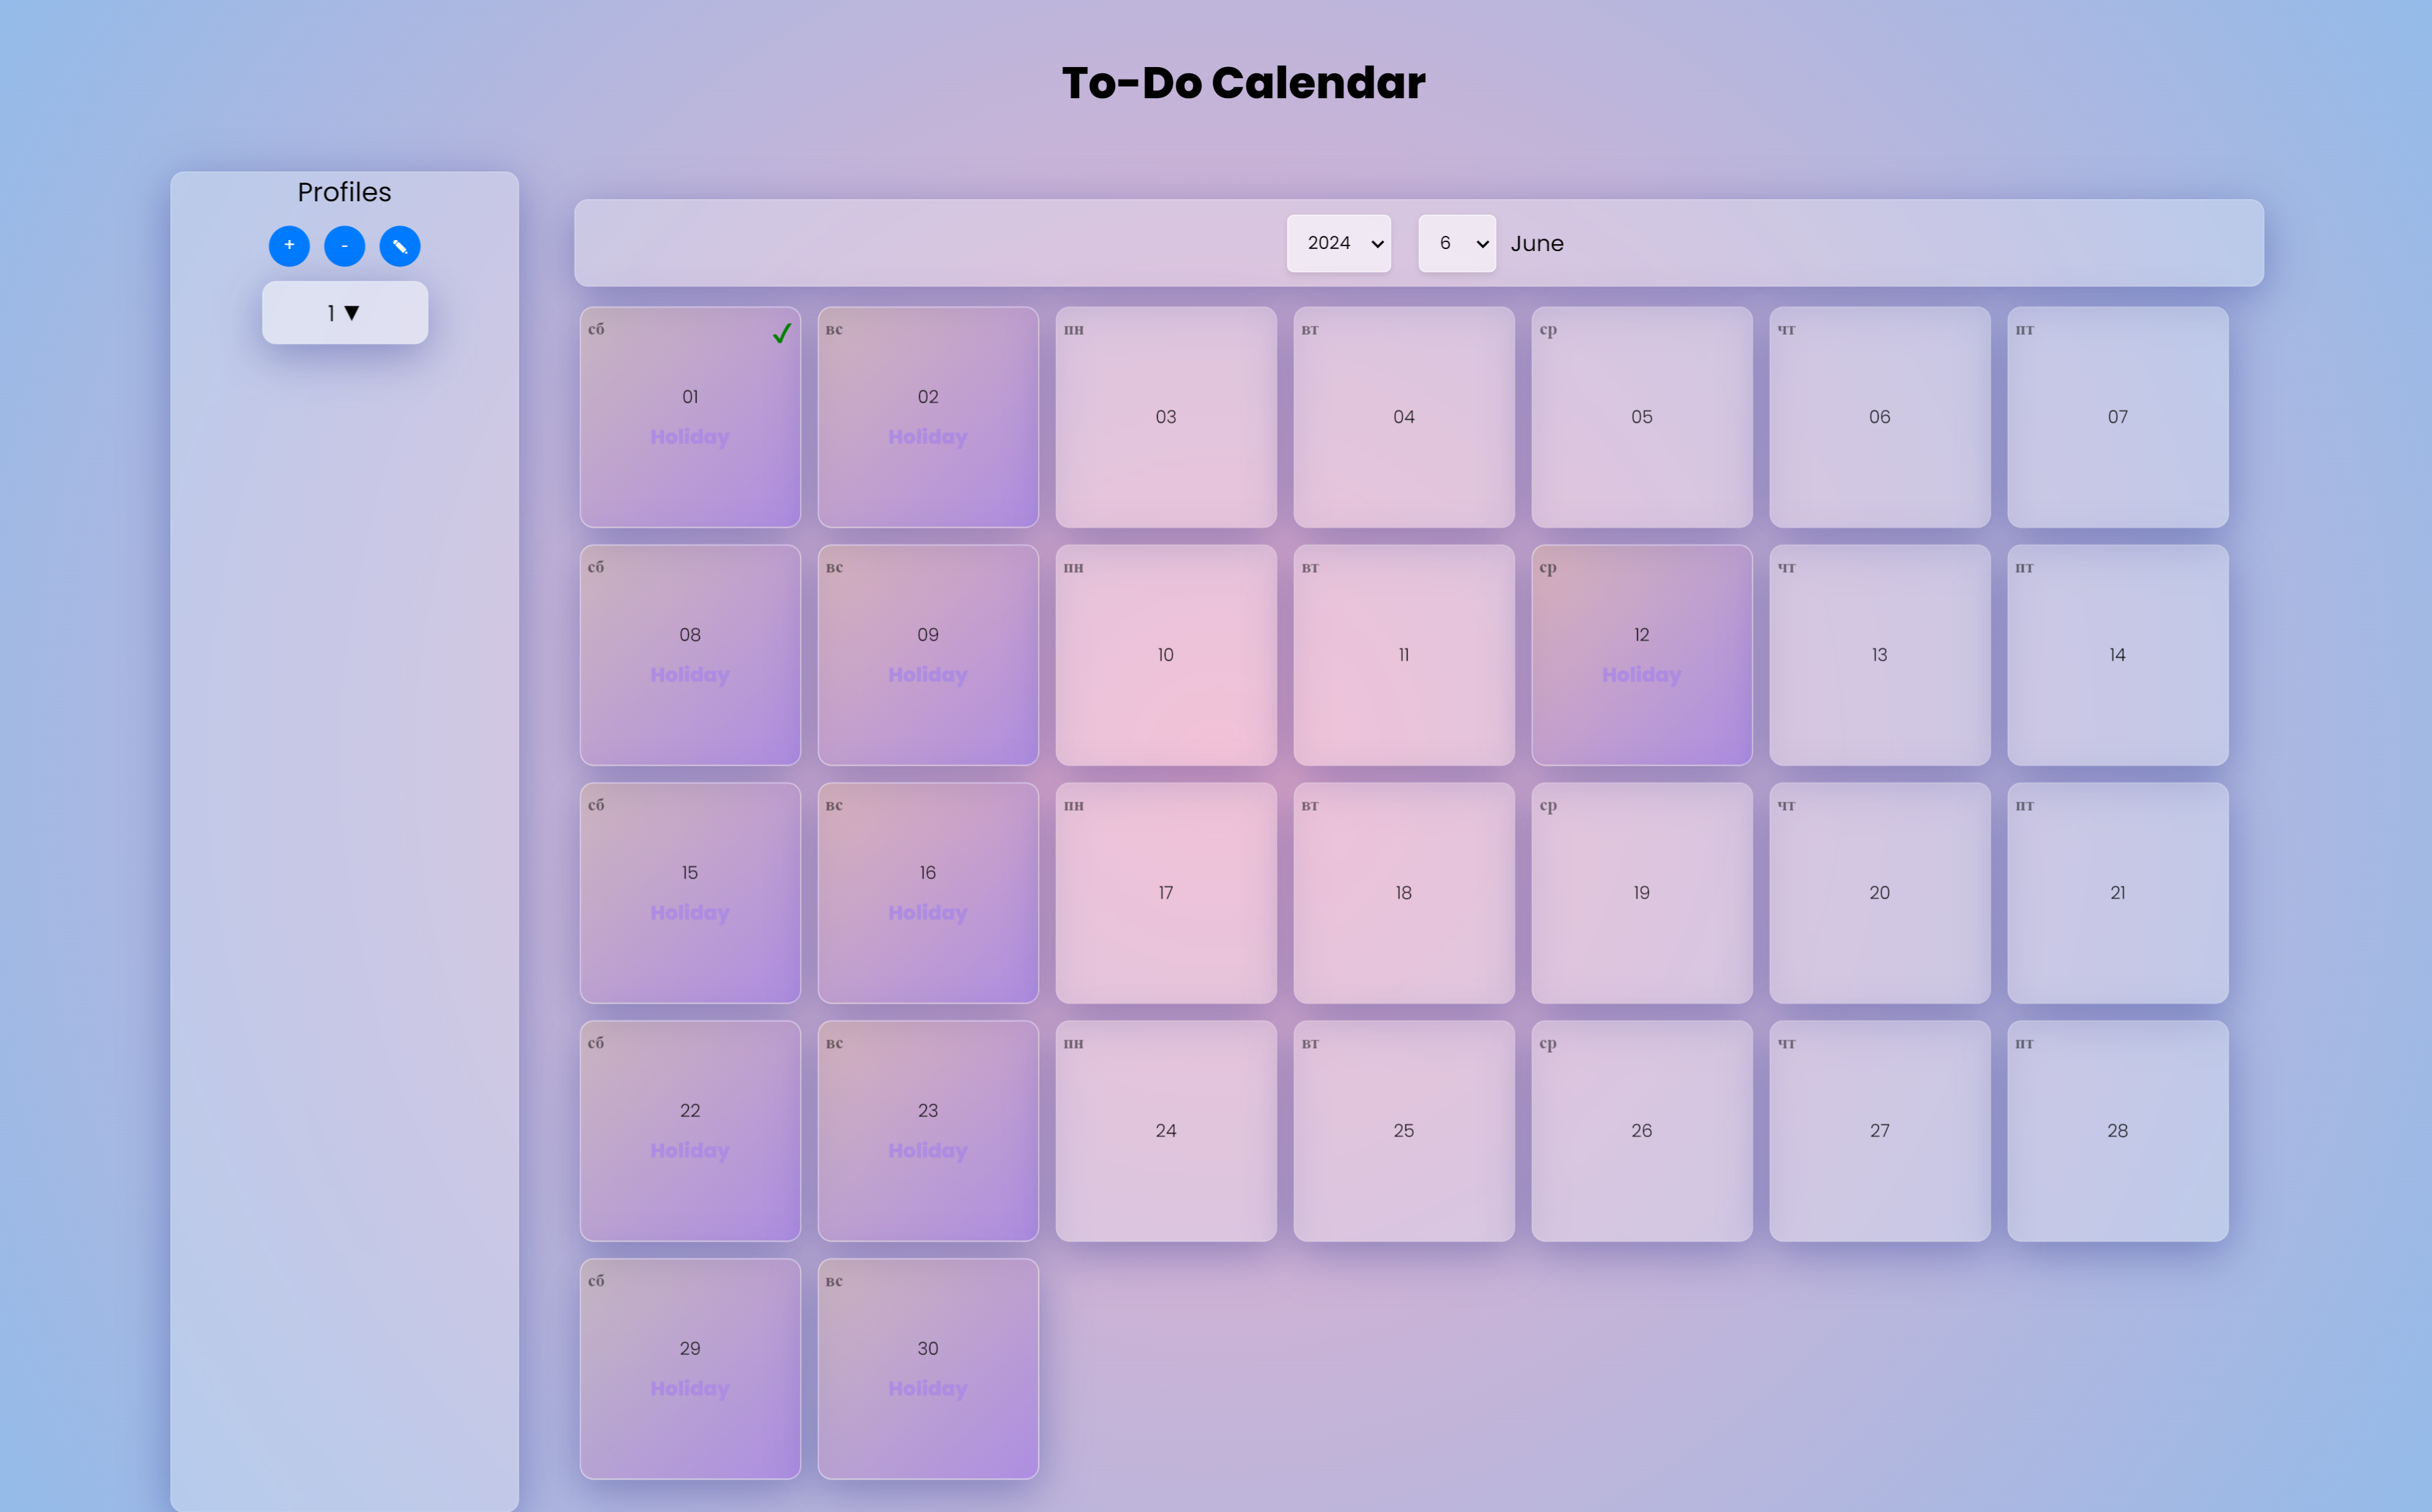 To-Do Calendar
Profiles
+ -
1 ▼
2024 6 June
сб ✓ вс пн вт ср чт пт
01 02 03 04 05 06 07
Holiday Holiday
сб вс пн вт ср чт пт
08 09 10 11 12 13 14
Holiday Holiday Holiday
сб вс пн вт ср чт пт
15 16 17 18 19 20 21
Holiday Holiday
сб вс пн вт ср чт пт
22 23 24 25 26 27 28
Holiday Holiday
сб вс
29 30
Holiday Holiday